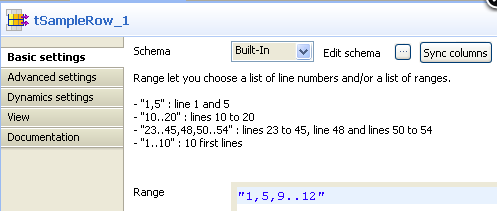 tSampleRow_1
Basic settings
Advanced settings
Dynamics settings
View
Documentation
Schema Built-In Edit schema ... Sync columns
Range let you choose a list of line numbers and/or a list of ranges.
- "1,5" : line 1 and 5
- "10..20" : lines 10 to 20
- "23..45,48,50..54" : lines 23 to 45, line 48 and lines 50 to 54
- "1..10" : 10 first lines
Range "1,5,9..12"